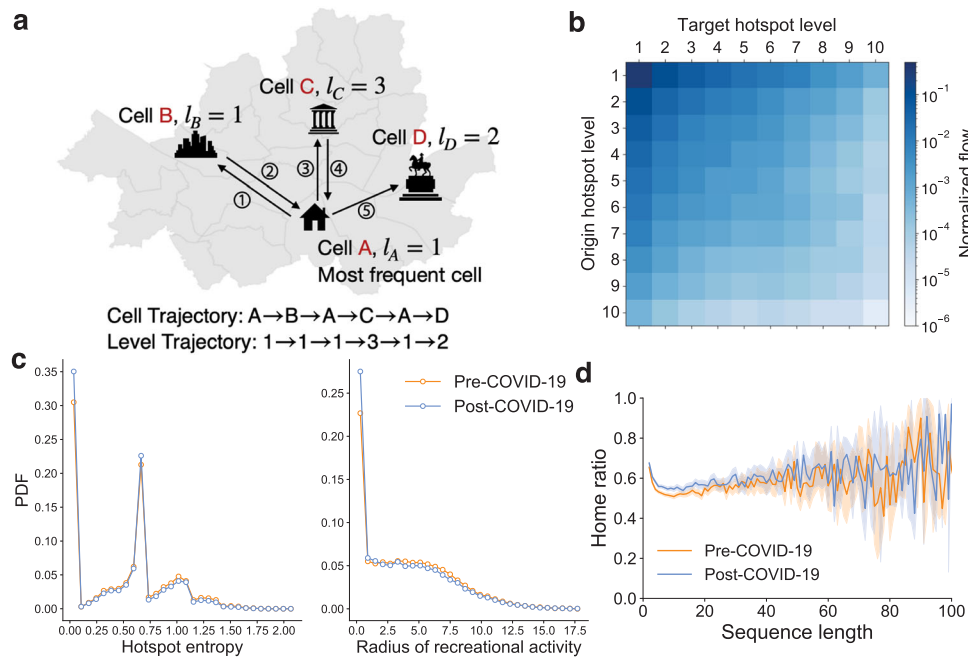 a
Cell B, l_B = 1
Cell C, l_C = 3
Cell D, l_D = 2
①
②
③
④
⑤
Cell A, l_A = 1
Most frequent cell
Cell Trajectory: A→B→A→C→A→D
Level Trajectory: 1→1→1→3→1→2
b
Target hotspot level
1 2 3 4 5 6 7 8 9 10
Origin hotspot level
1
2
3
4
5
6
7
8
9
10
10⁻¹
10⁻²
10⁻³
10⁻⁴
10⁻⁵
10⁻⁶
Normalized flow
c
PDF
0.35
0.30
0.25
0.20
0.15
0.10
0.05
0.00
0.00 0.25 0.50 0.75 1.00 1.25 1.50 1.75 2.00
Hotspot entropy
0.25
0.20
0.15
0.10
0.05
0.00
Pre-COVID-19
Post-COVID-19
0.0 2.5 5.0 7.5 10.0 12.5 15.0 17.5
Radius of recreational activity
d
Home ratio
1.0
0.8
0.6
0.4
0.2
0.0
Pre-COVID-19
Post-COVID-19
0 20 40 60 80 100
Sequence length